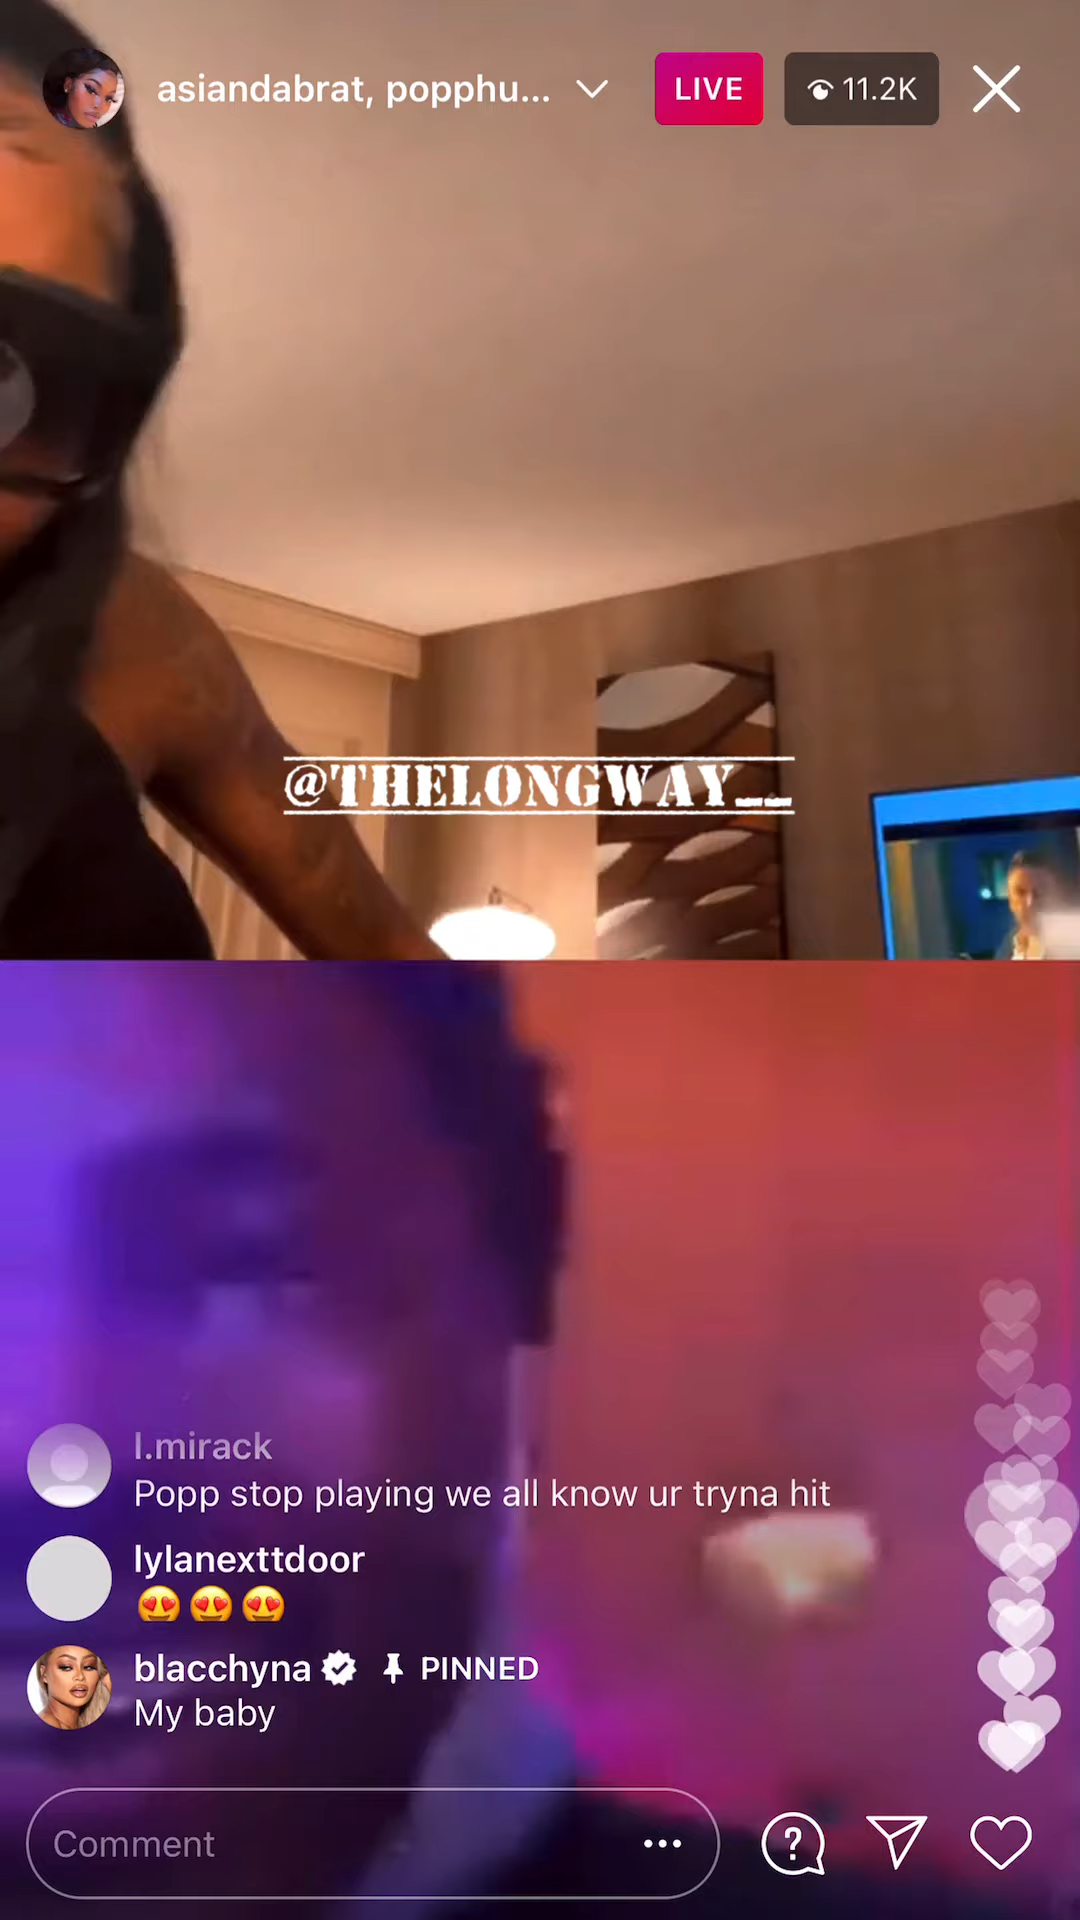 asiandabrat, popphu...
LIVE
11.2K
@THELONGWAY__
l.mirack
Popp stop playing we all know ur tryna hit
lylanexttdoor
😍 😍 😍
blacchyna PINNED
My baby
Comment